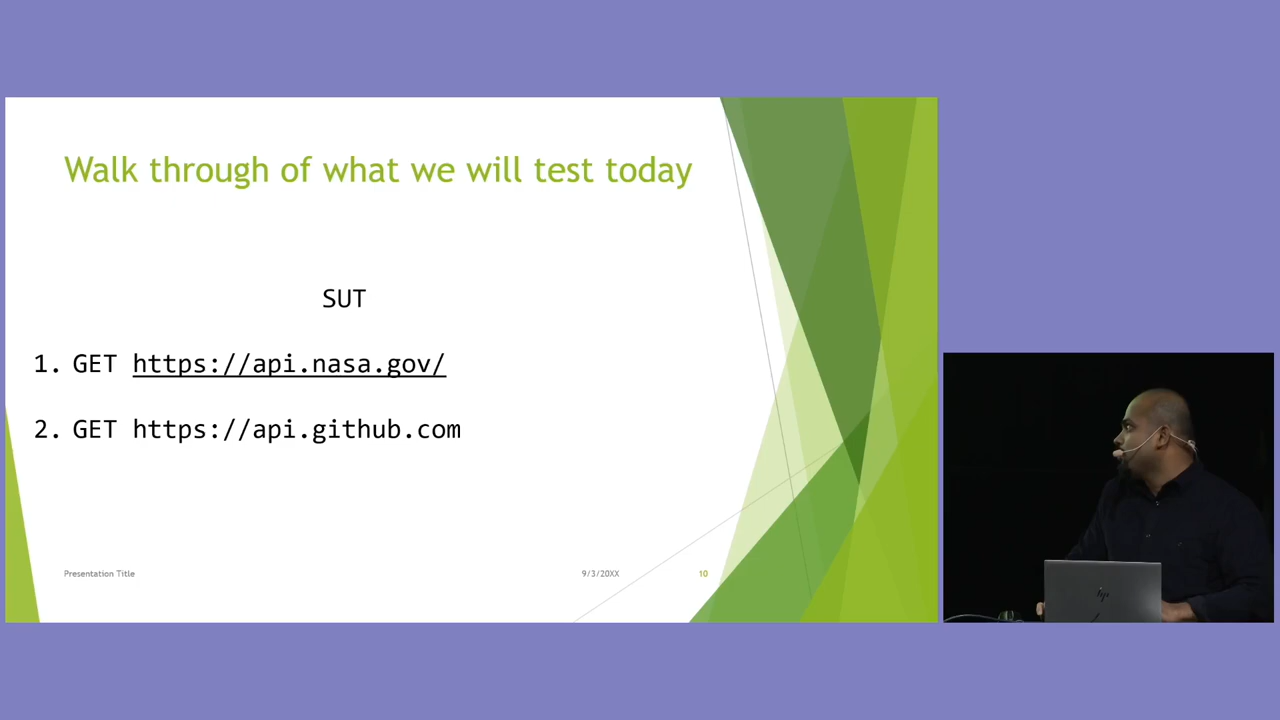 Walk through of what we will test today
SUT
1. GET https://api.nasa.gov/
2. GET https://api.github.com
Presentation Title
9/3/20XX
10
hp